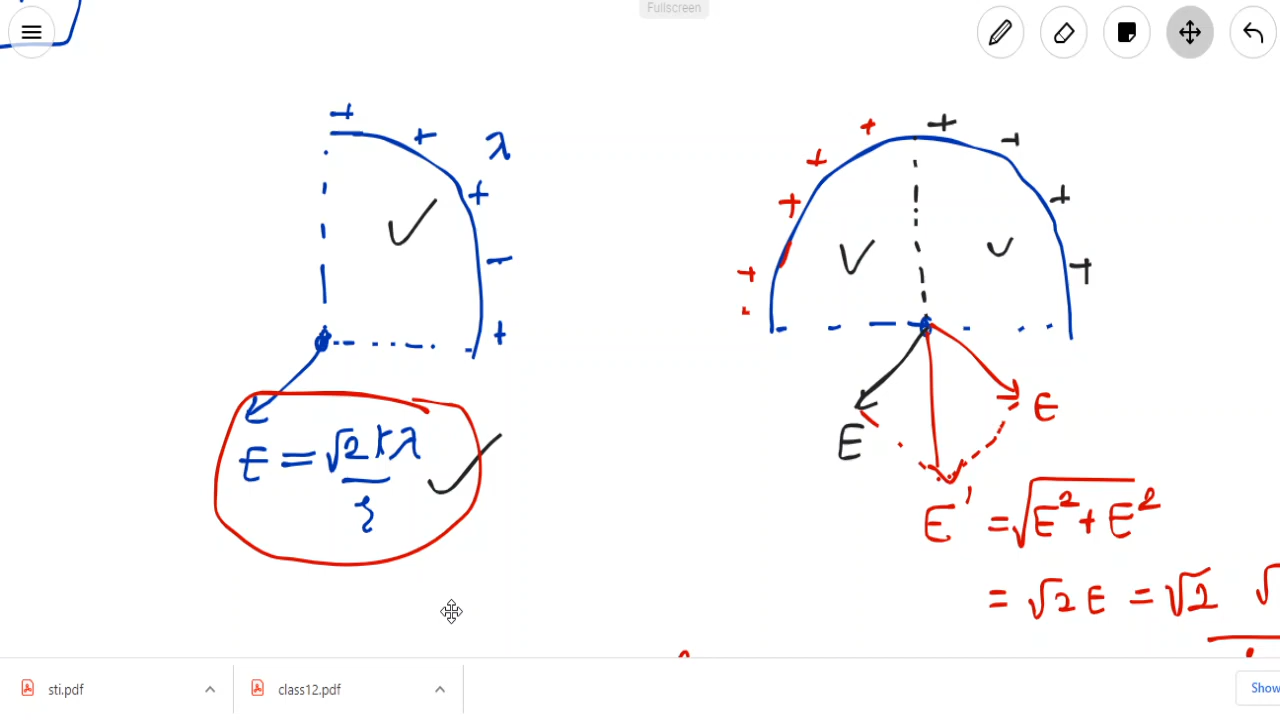 Fullscreen
+ + + - +
λ
E = √2 kλ
r
+ + + + + + + +
E
E
E' = √E² + E²
= √2 E = √2 √
sti.pdf
class12.pdf
Show